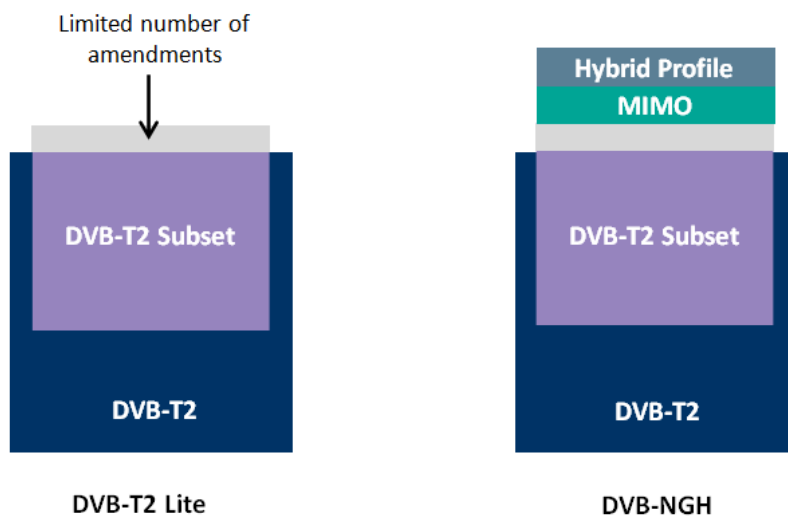 Limited number of
amendments
DVB-T2 Subset
DVB-T2
DVB-T2 Lite
Hybrid Profile
MIMO
DVB-T2 Subset
DVB-T2
DVB-NGH